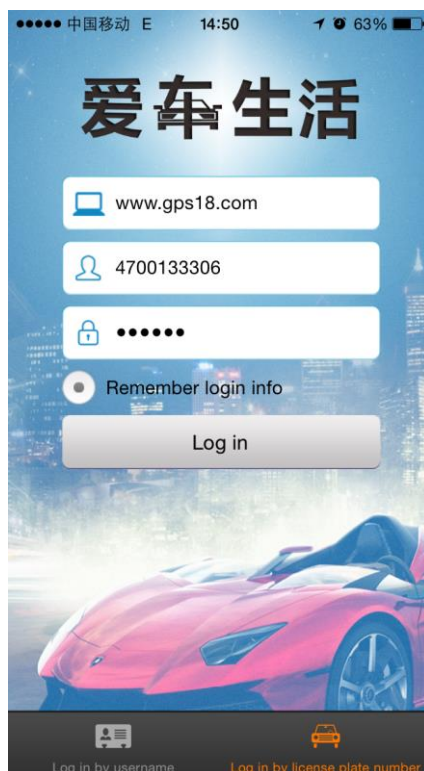 中国移动 E 14:50 63%
爱车生活
www.gps18.com
4700133306
••••••
Remember login info
Log in
Log in by username Log in by license plate number